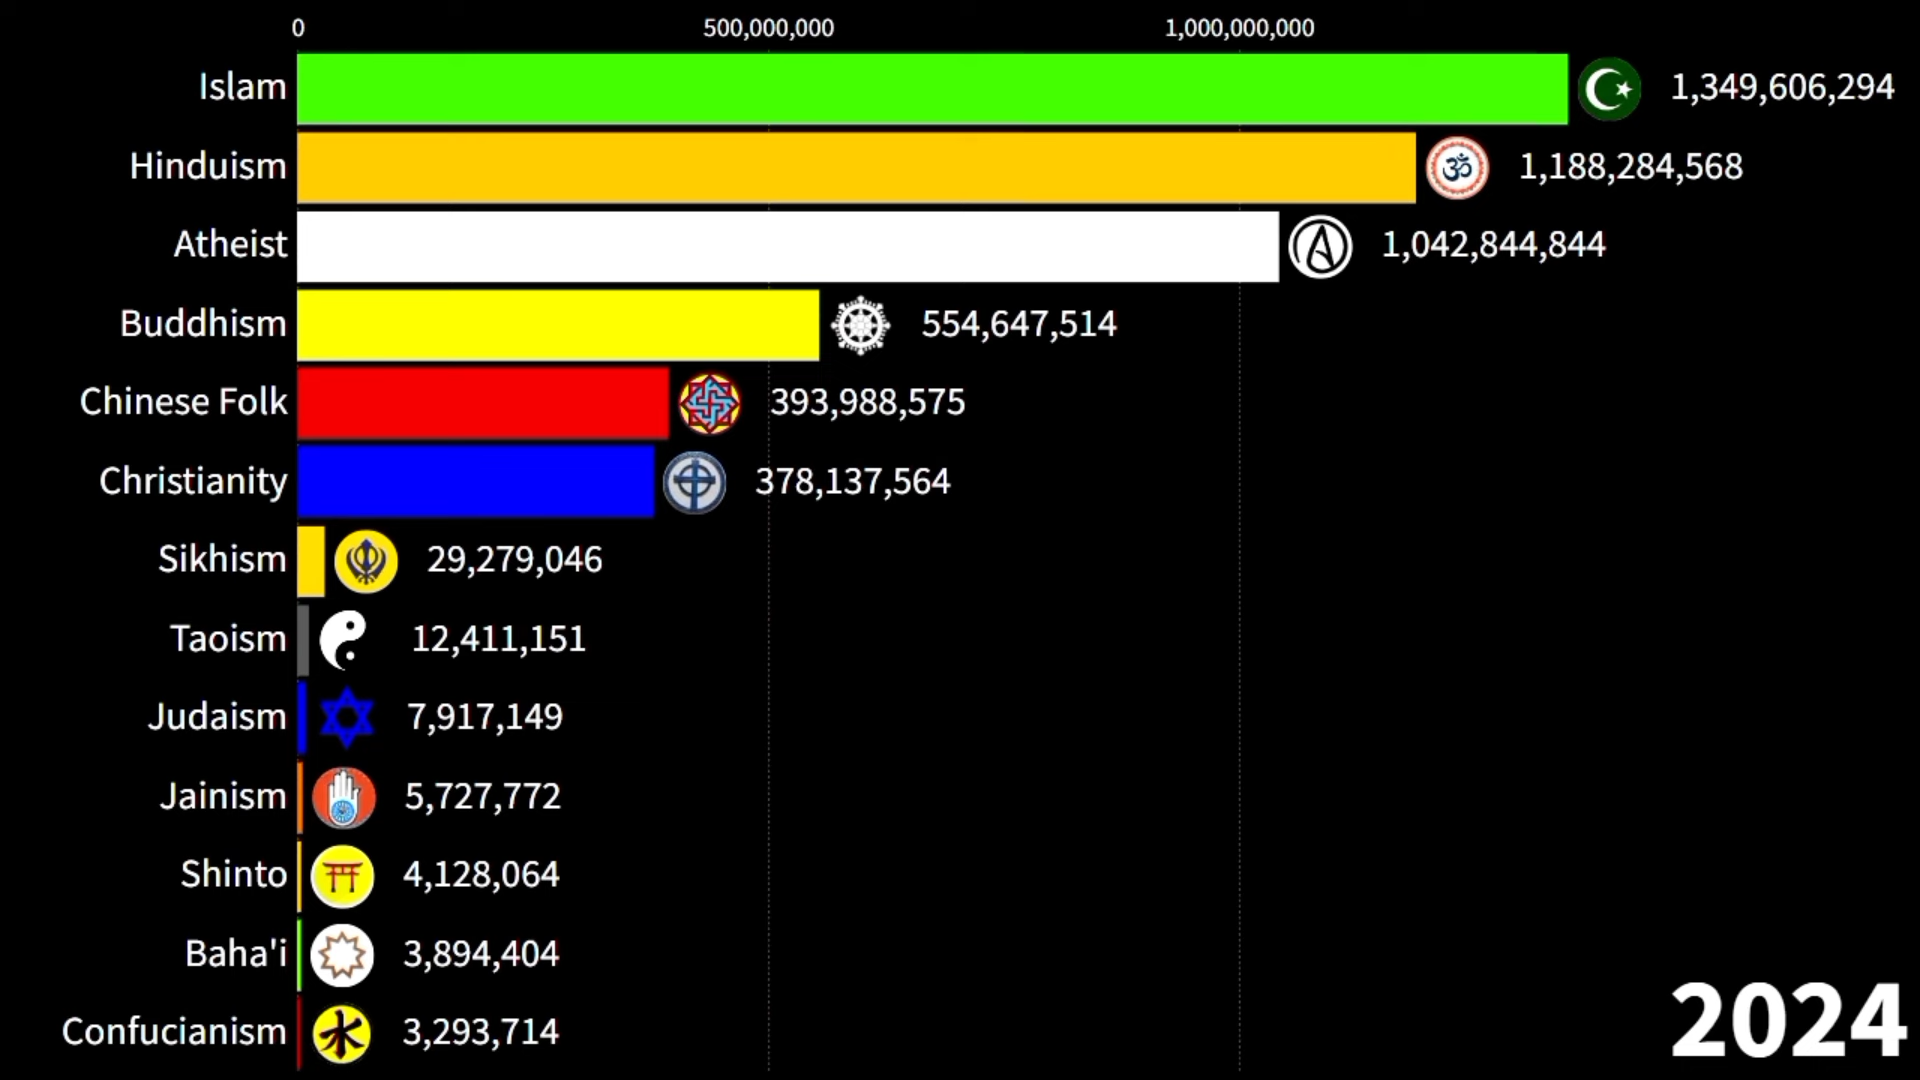 0 500,000,000 1,000,000,000
Islam 1,349,606,294
Hinduism ॐ 1,188,284,568
Atheist A 1,042,844,844
Buddhism 554,647,514
Chinese Folk 393,988,575
Christianity 378,137,564
Sikhism 29,279,046
Taoism 12,411,151
Judaism 7,917,149
Jainism 5,727,772
Shinto 4,128,064
Baha'i 3,894,404
Confucianism 水 3,293,714
2024